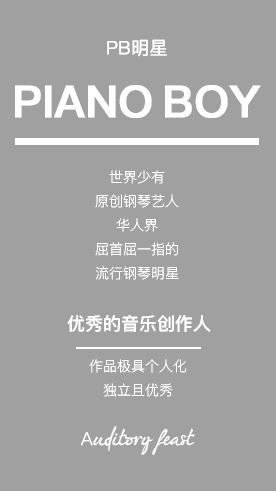 PB明星
PIANO BOY
世界少有
原创钢琴艺人
华人界
屈首屈一指的
流行钢琴明星
优秀的音乐创作人
作品极具个人化
独立且优秀
Auditory feast